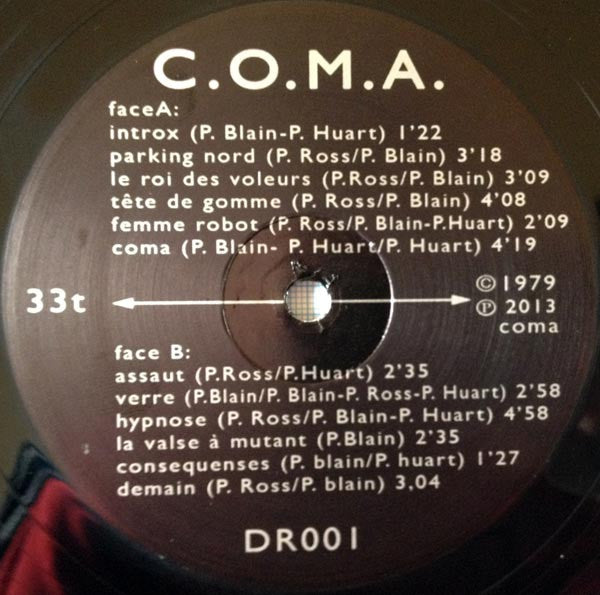 C.O.M.A.
faceA:
introx (P. Blain-P. Huart) 1'22
parking nord (P. Ross/P. Blain) 3'18
le roi des voleurs (P.Ross/P. Blain) 3'09
tête de gomme (P. Ross/P. Blain) 4'08
femme robot (P. Ross/P. Blain-P.Huart) 2'09
coma (P. Blain- P. Huart/P. Huart) 4'19
33t
© 1979
℗ 2013
coma
face B:
assaut (P.Ross/P.Huart) 2'35
verre (P.Blain/P. Blain-P. Ross-P. Huart) 2'58
hypnose (P. Ross/P. Blain-P. Huart) 4'58
la valse à mutant (P.Blain) 2'35
consequenses (P. blain/P. huart) 1'27
demain (P. Ross/P. blain) 3,04
DR001